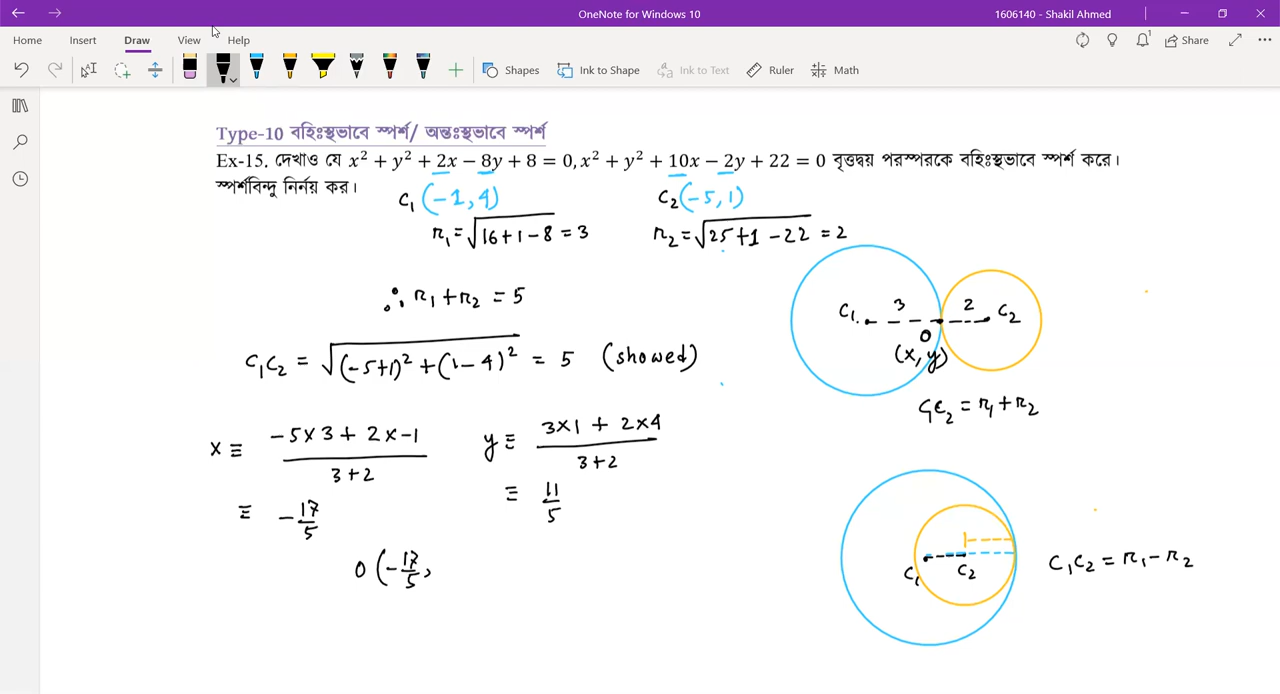 OneNote for Windows 10
1606140 - Shakil Ahmed
Home Insert Draw View Help
1 Share
Shapes Ink to Shape Ink to Text Ruler Math
Type-10 বহিঃস্থভাবে স্পর্শ/ অন্তঃস্থভাবে স্পর্শ
Ex-15. দেখাও যে x² + y² + 2x − 8y + 8 = 0, x² + y² + 10x − 2y + 22 = 0 বৃত্তদ্বয় পরস্পরকে বহিঃস্থভাবে স্পর্শ করে।
স্পর্শবিন্দু নির্নয় কর।
C₁ (-1, 4)
C₂ (-5, 1)
r₁ = √(16+1-8) = 3
r₂ = √(25+1-22) = 2
∴ r₁ + r₂ = 5
C₁C₂ = √((-5+1)² + (1-4)²) = 5 (showed)
x ≡ (-5×3 + 2×-1)/(3+2)
y ≡ (3×1 + 2×4)/(3+2)
≡ -17/5
≡ 11/5
O (-17/5,
C₁ 3 2 C₂
O
(x, y)
C₁C₂ = r₁ + r₂
C₁ C₂
C₁C₂ = r₁ - r₂